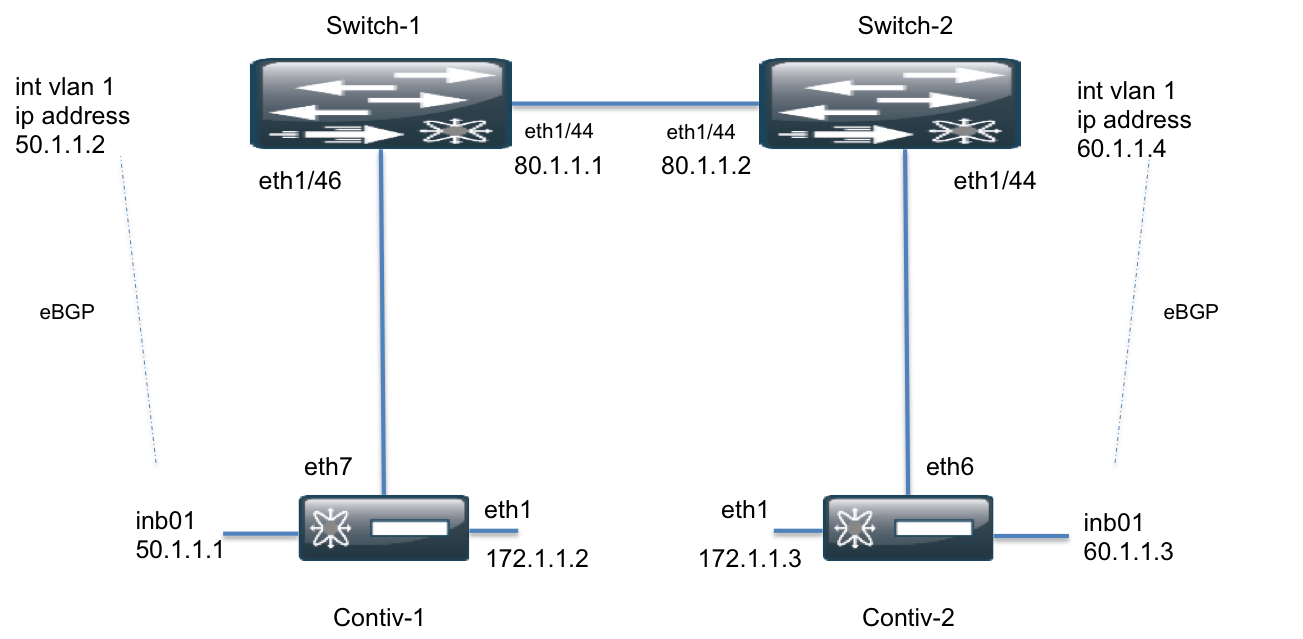 Switch-1
Switch-2
int vlan 1
ip address
50.1.1.2
int vlan 1
ip address
60.1.1.4
eth1/44
80.1.1.1
eth1/44
80.1.1.2
eth1/46
eth1/44
eBGP
eBGP
eth7
eth6
inb01
50.1.1.1
eth1
172.1.1.2
eth1
172.1.1.3
inb01
60.1.1.3
Contiv-1
Contiv-2